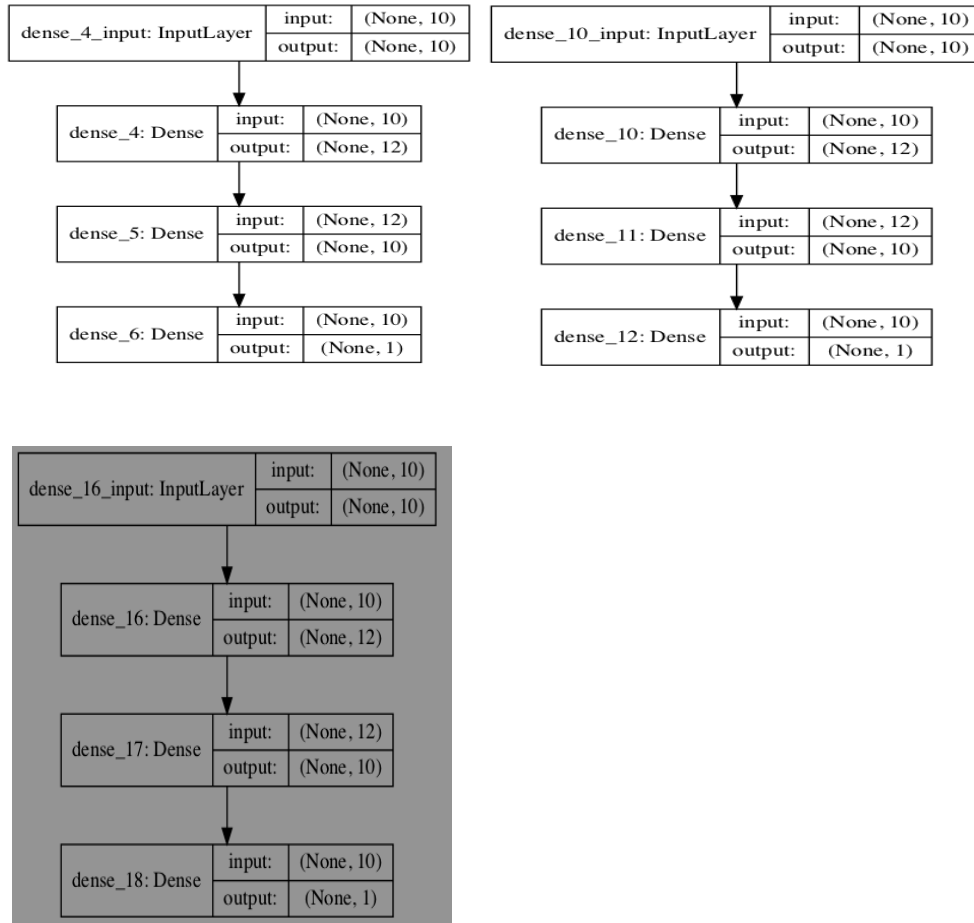 dense_4_input: InputLayer
input: (None, 10)
output: (None, 10)
dense_4: Dense
input: (None, 10)
output: (None, 12)
dense_5: Dense
input: (None, 12)
output: (None, 10)
dense_6: Dense
input: (None, 10)
output: (None, 1)
dense_10_input: InputLayer
input: (None, 10)
output: (None, 10)
dense_10: Dense
input: (None, 10)
output: (None, 12)
dense_11: Dense
input: (None, 12)
output: (None, 10)
dense_12: Dense
input: (None, 10)
output: (None, 1)
dense_16_input: InputLayer
input: (None, 10)
output: (None, 10)
dense_16: Dense
input: (None, 10)
output: (None, 12)
dense_17: Dense
input: (None, 12)
output: (None, 10)
dense_18: Dense
input: (None, 10)
output: (None, 1)